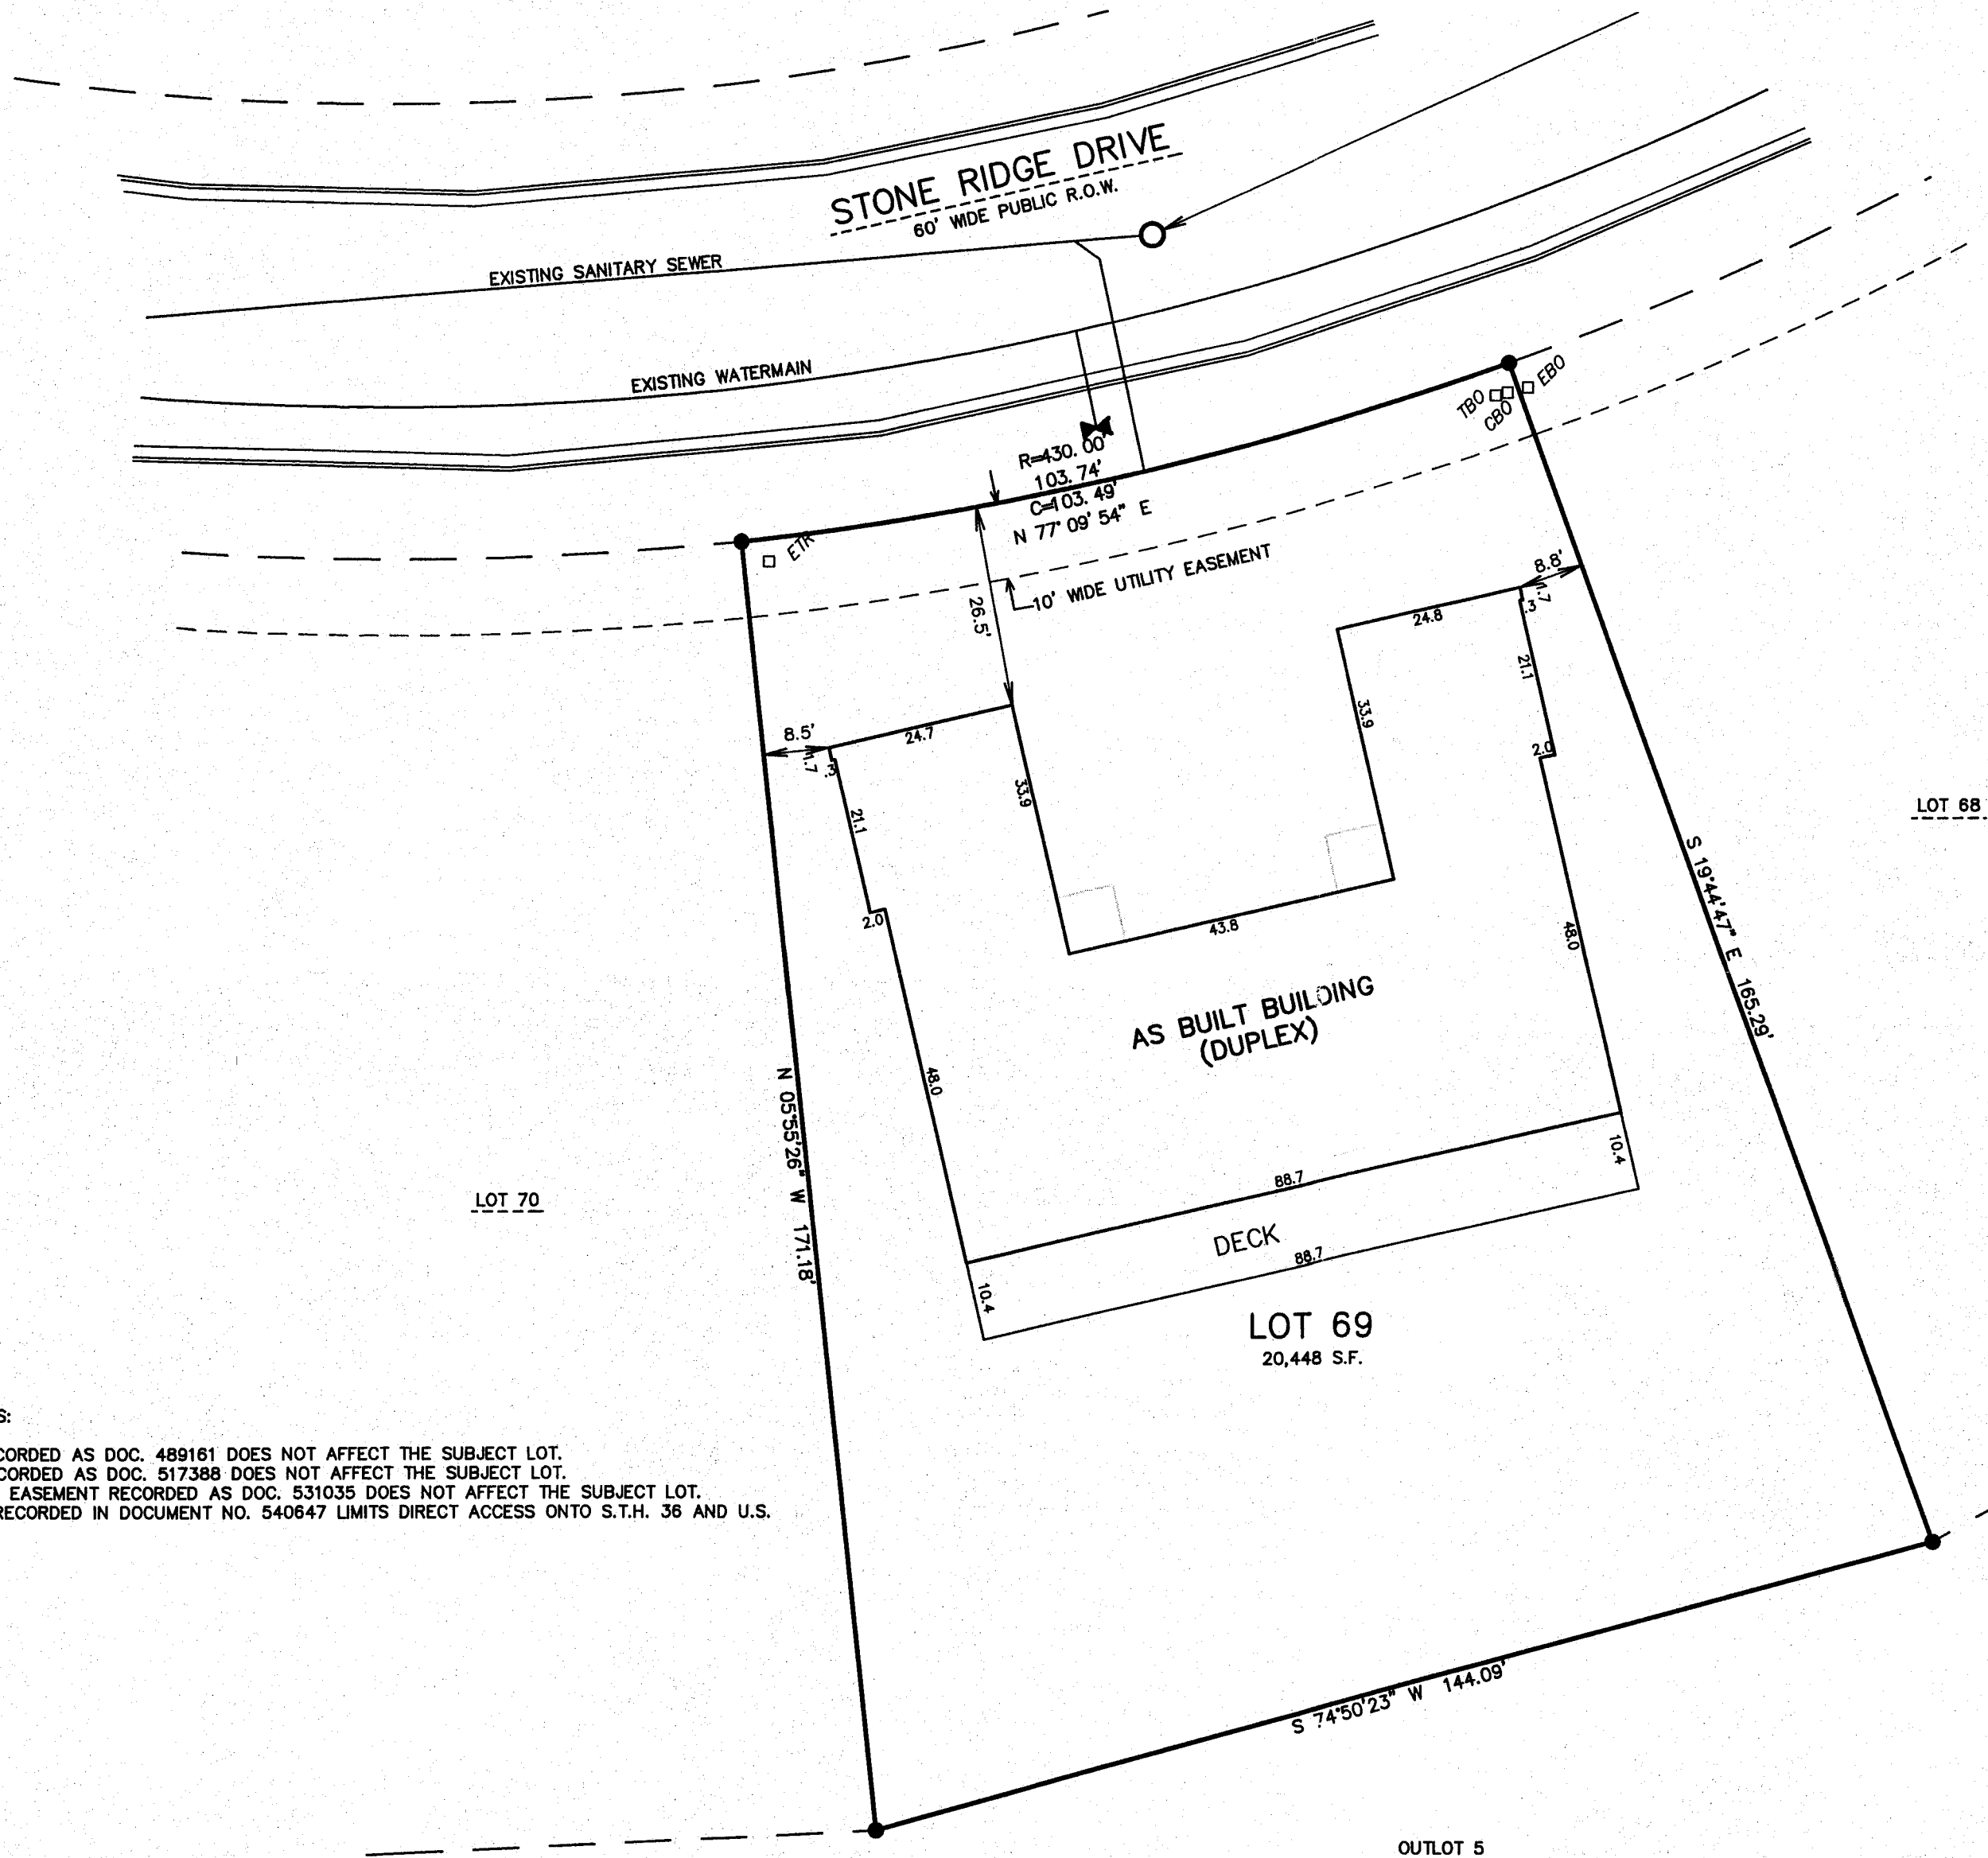 STONE RIDGE DRIVE
60' WIDE PUBLIC R.O.W.
EXISTING SANITARY SEWER
EXISTING WATERMAIN
EBO
TBO
CBO
R=430.00'
103.74'
C=103.49'
N 77°09'54" E
ETR
10' WIDE UTILITY EASEMENT
26.5'
8.8'
1.7
.3
24.8
21.1
33.9
2.0
8.5'
24.7
1.7
.3
33.9
21.1
2.0
43.8
LOT 68
S 19°44'47" E 165.29'
48.0
AS BUILT BUILDING
(DUPLEX)
48.0
N 05°55'26" W 171.18'
10.4
88.7
LOT 70
DECK
88.7
10.4
LOT 69
20,448 S.F.
S:
CORDED AS DOC. 489161 DOES NOT AFFECT THE SUBJECT LOT.
CORDED AS DOC. 517388 DOES NOT AFFECT THE SUBJECT LOT.
EASEMENT RECORDED AS DOC. 531035 DOES NOT AFFECT THE SUBJECT LOT.
RECORDED IN DOCUMENT NO. 540647 LIMITS DIRECT ACCESS ONTO S.T.H. 36 AND U.S.
S 74°50'23" W 144.09'
OUTLOT 5